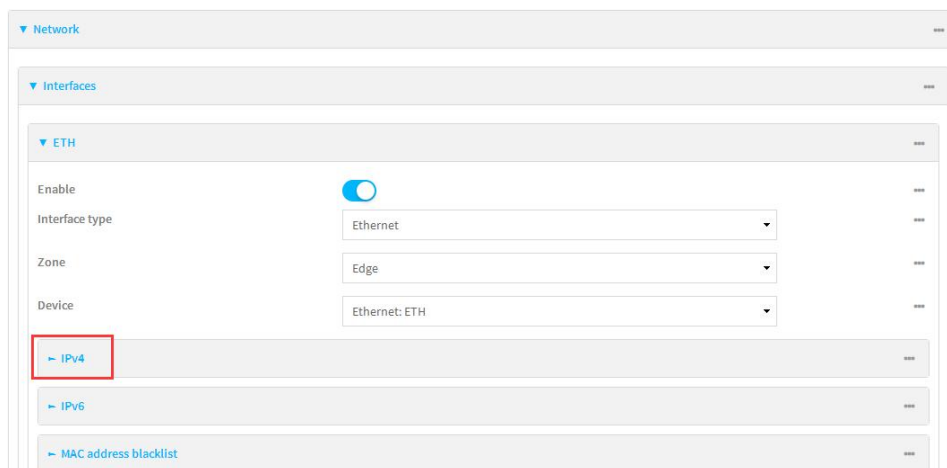 Network
Interfaces
ETH
Enable
Interface type
Ethernet
Zone
Edge
Device
Ethernet: ETH
IPv4
IPv6
MAC address blacklist